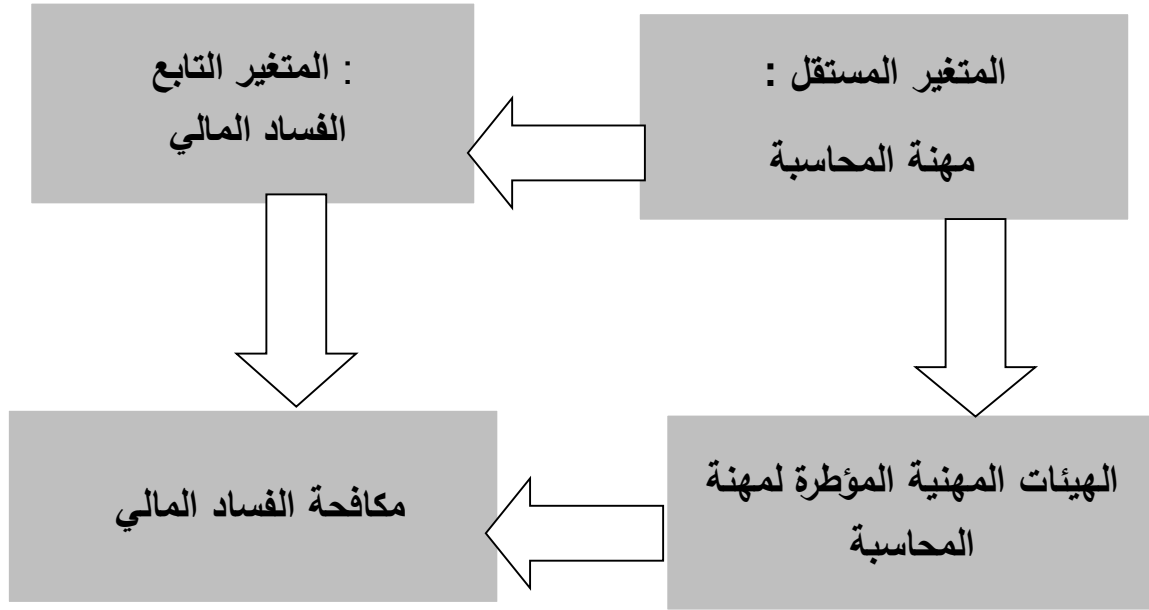 المتغير المستقل :
مهنة المحاسبة
: المتغير التابع
الفساد المالي
الهيئات المهنية المؤطرة لمهنة
المحاسبة
مكافحة الفساد المالي